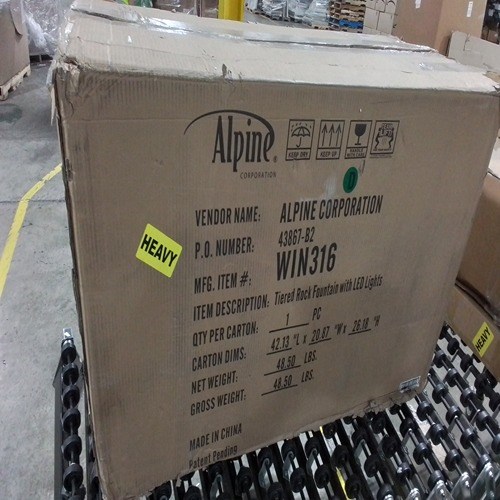 Alpine
CORPORATION
KEEP DRY
KEEP UP
VENDOR NAME: ALPINE CORPORATION
P.O. NUMBER: 43867-B2
MFG. ITEM #: WIN316
ITEM DESCRIPTION: Tiered Rock Fountain with LED Lights
QTY PER CARTON: 1 PC
CARTON DIMS: 42.13 "L x 20.87 "W x 26.18 "H
NET WEIGHT: 48.50 LBS.
GROSS WEIGHT: 48.50 LBS.
MADE IN CHINA
Patent Pending
HEAVY
HEAVY